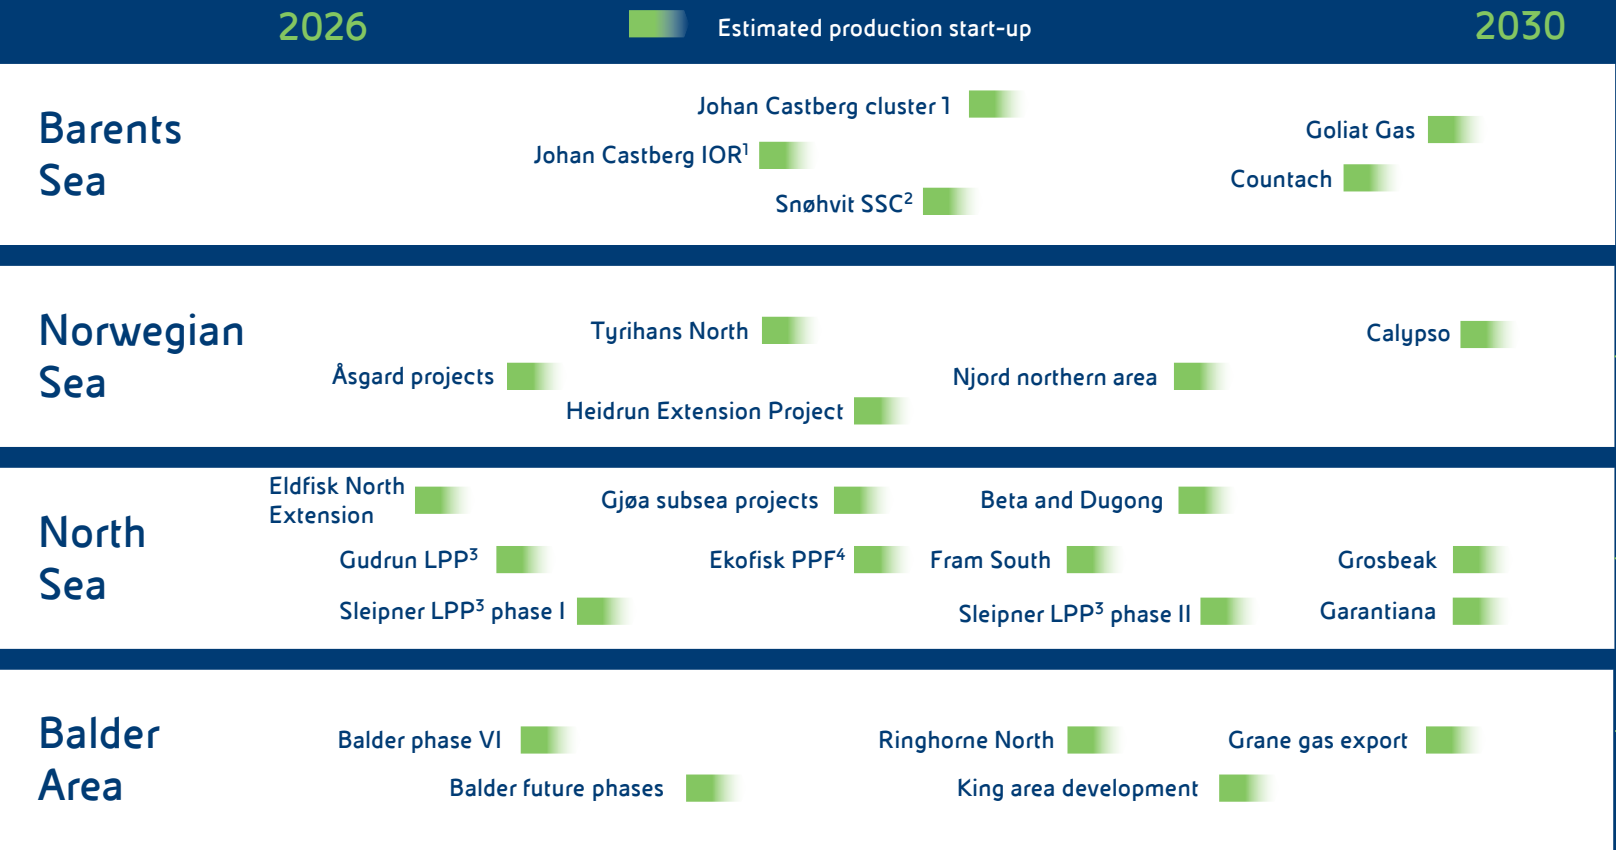 2026
Estimated production start-up
2030
Barents
Sea
Johan Castberg cluster 1
Johan Castberg IOR¹
Snøhvit SSC²
Goliat Gas
Countach
Norwegian
Sea
Tyrihans North
Åsgard projects
Heidrun Extension Project
Njord northern area
Calypso
North
Sea
Eldfisk North
Extension
Gjøa subsea projects
Beta and Dugong
Gudrun LPP³
Ekofisk PPF⁴
Fram South
Grosbeak
Sleipner LPP³ phase I
Sleipner LPP³ phase II
Garantiana
Balder
Area
Balder phase VI
Ringhorne North
Grane gas export
Balder future phases
King area development